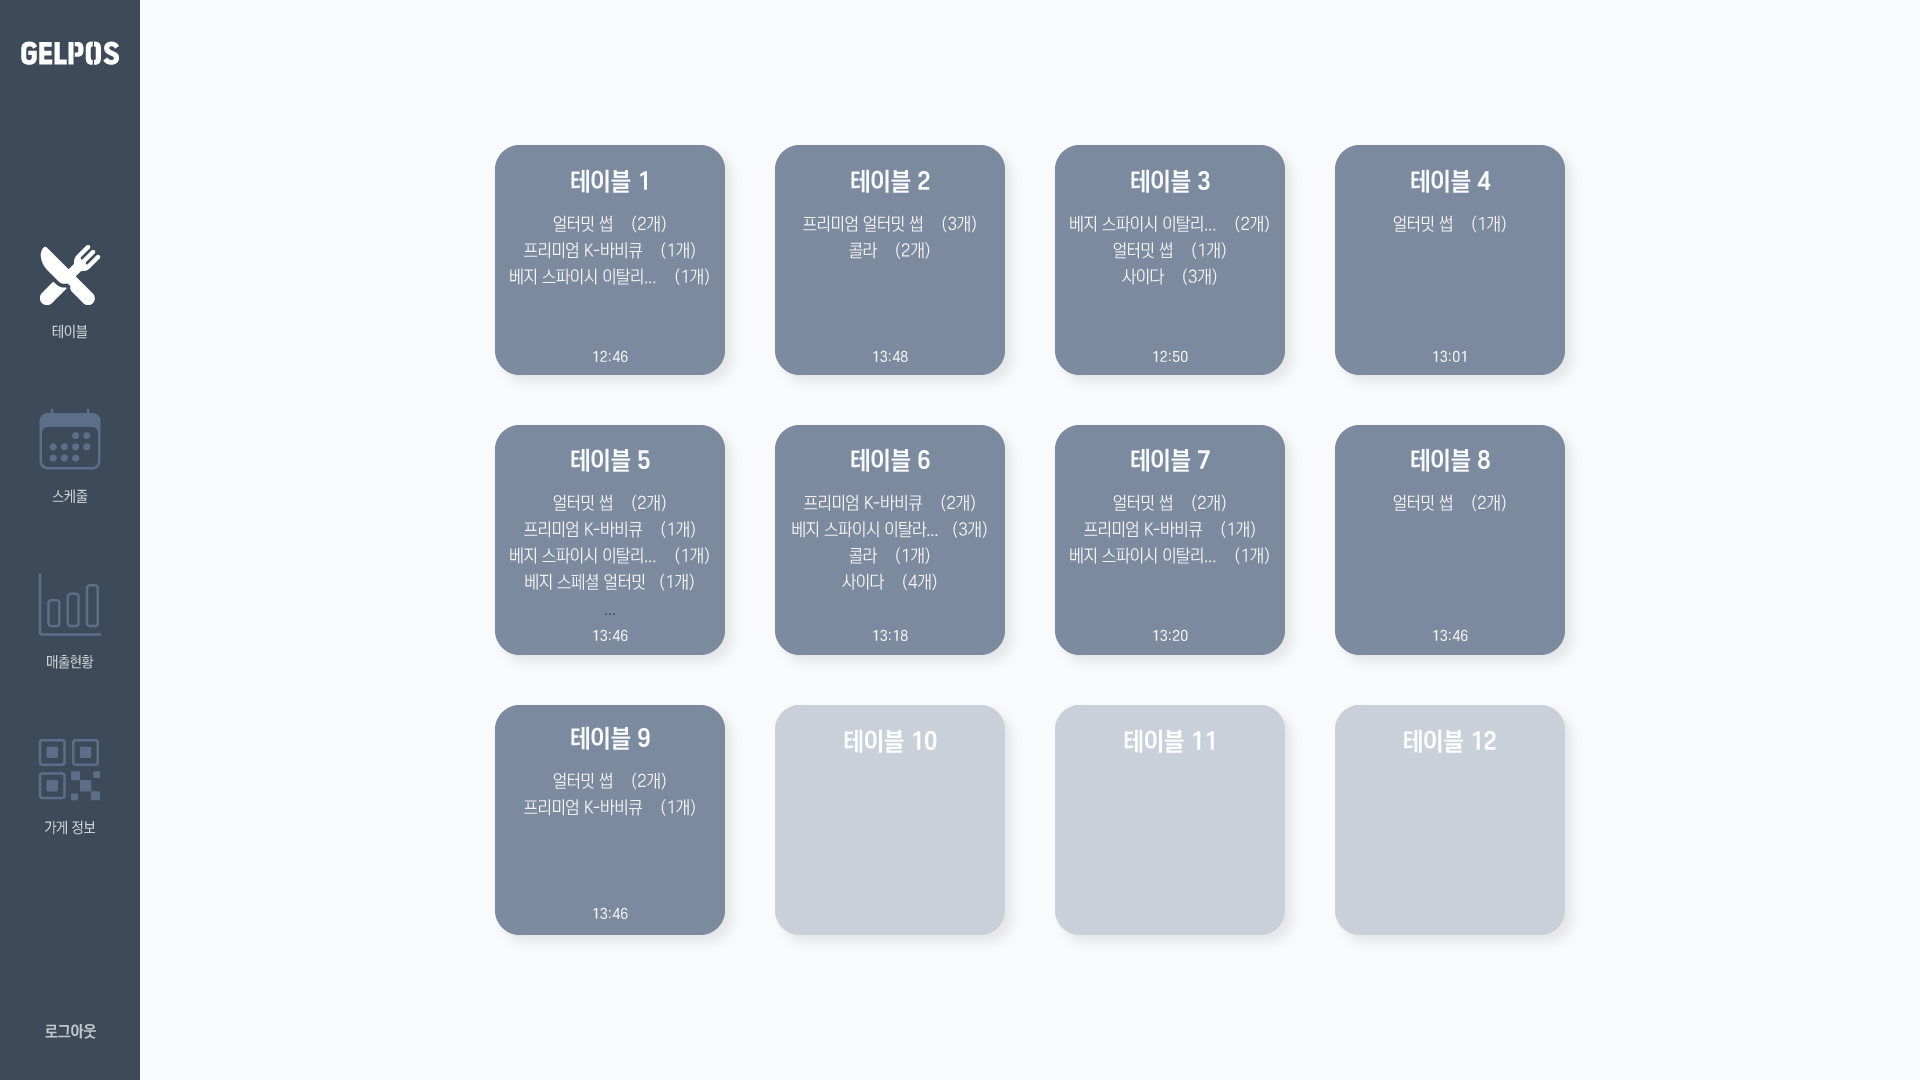 GELPOS
테이블
스케줄
매출현황
가게 정보
로그아웃
테이블 1
얼터밋 썹 (2개)
프리미엄 K-바비큐 (1개)
베지 스파이시 이탈리... (1개)
12:46
테이블 2
프리미엄 얼터밋 썹 (3개)
콜라 (2개)
13:48
테이블 3
베지 스파이시 이탈리... (2개)
얼터밋 썹 (1개)
사이다 (3개)
12:50
테이블 4
얼터밋 썹 (1개)
13:01
테이블 5
얼터밋 썹 (2개)
프리미엄 K-바비큐 (1개)
베지 스파이시 이탈리... (1개)
베지 스페셜 얼터밋 (1개)
...
13:46
테이블 6
프리미엄 K-바비큐 (2개)
베지 스파이시 이탈라... (3개)
콜라 (1개)
사이다 (4개)
13:18
테이블 7
얼터밋 썹 (2개)
프리미엄 K-바비큐 (1개)
베지 스파이시 이탈리... (1개)
13:20
테이블 8
얼터밋 썹 (2개)
13:46
테이블 9
얼터밋 썹 (2개)
프리미엄 K-바비큐 (1개)
13:46
테이블 10
테이블 11
테이블 12